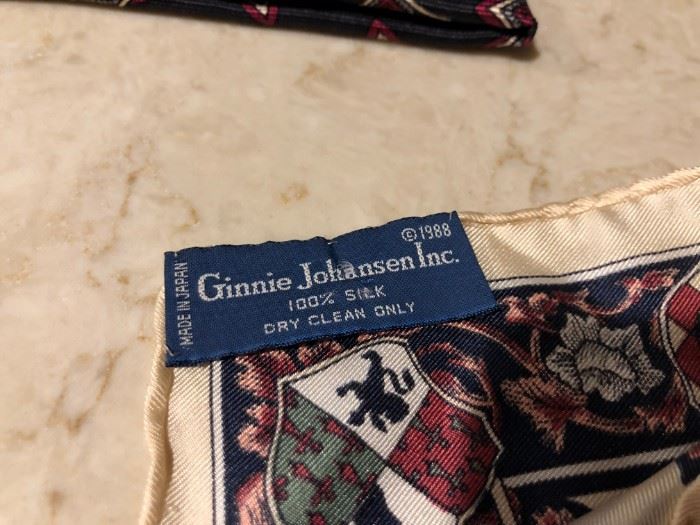 ©1988
Ginnie Johansen Inc.
100% SILK
DRY CLEAN ONLY
MADE IN JAPAN